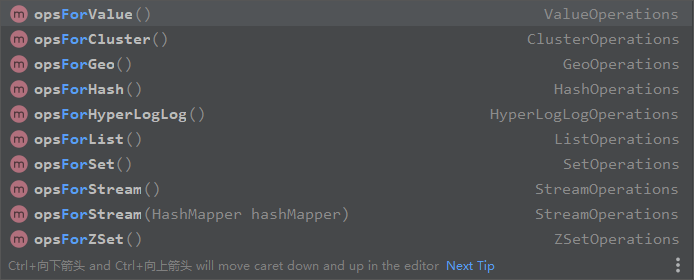 m opsForValue() ValueOperations
m opsForCluster() ClusterOperations
m opsForGeo() GeoOperations
m opsForHash() HashOperations
m opsForHyperLogLog() HyperLogLogOperations
m opsForList() ListOperations
m opsForSet() SetOperations
m opsForStream() StreamOperations
m opsForStream(HashMapper hashMapper) StreamOperations
m opsForZSet() ZSetOperations
Ctrl+向下箭头 and Ctrl+向上箭头 will move caret down and up in the editor Next Tip